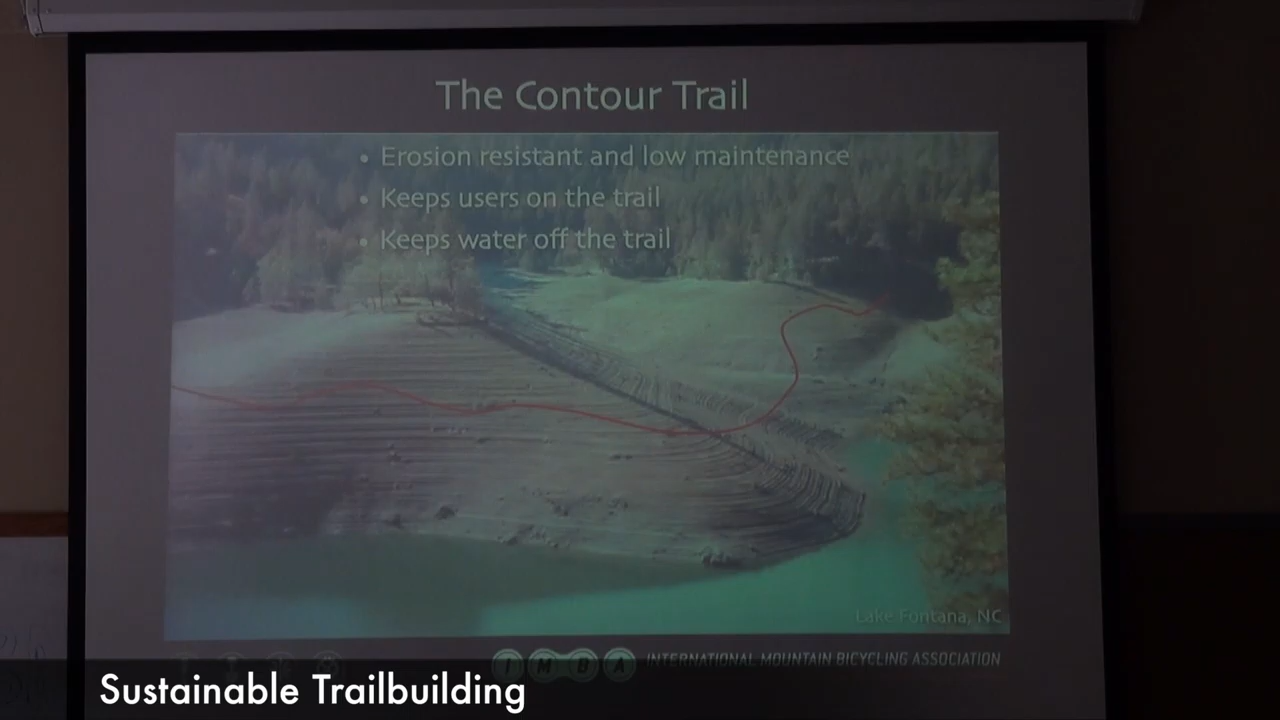 The Contour Trail
• Erosion resistant and low maintenance
• Keeps users on the trail
• Keeps water off the trail
Lake Fontana, NC
IMBA INTERNATIONAL MOUNTAIN BICYCLING ASSOCIATION
Sustainable Trailbuilding